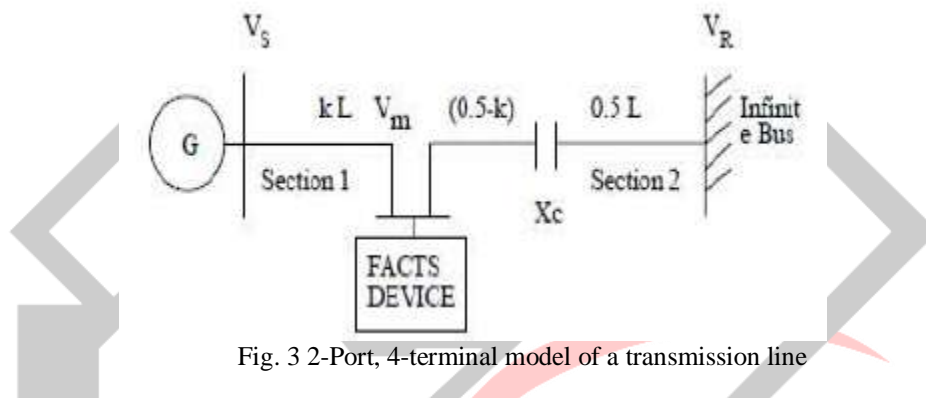 V_S
V_R
k L V_m (0.5-k) 0.5 L
Infinit
e Bus
G
Section 1
Section 2
Xc
FACTS
DEVICE
Fig. 3 2-Port, 4-terminal model of a transmission line